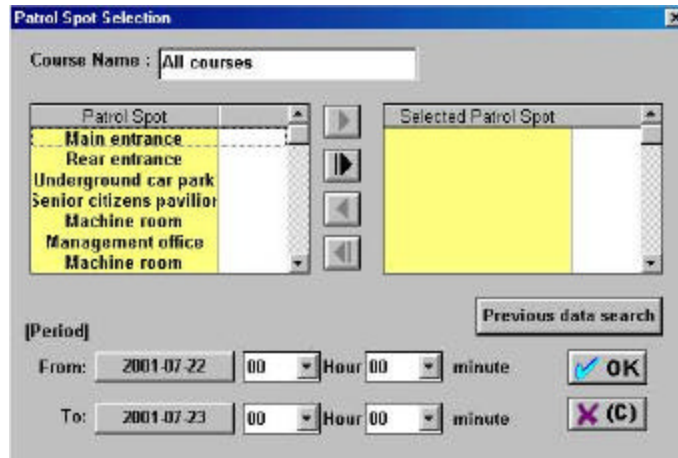 Patrol Spot Selection
Course Name : All courses
Patrol Spot
Main entrance
Rear entrance
Underground car park
Senior citizens pavilion
Machine room
Management office
Machine room
Selected Patrol Spot
Previous data search
[Period]
From: 2001-07-22 00 Hour 00 minute
OK
To: 2001-07-23 00 Hour 00 minute
(C)